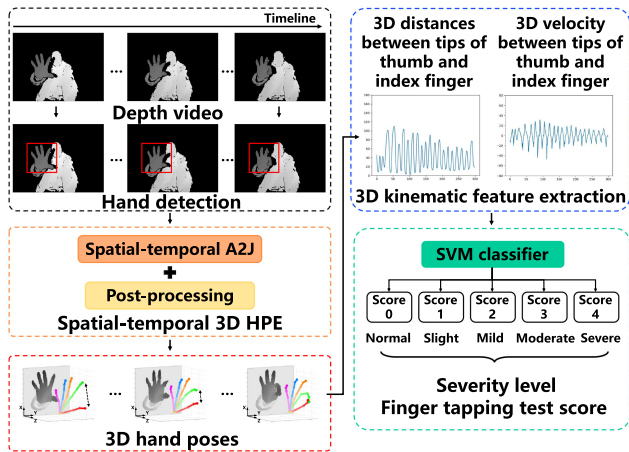 Timeline
...
...
Depth video
...
...
Hand detection
Spatial-temporal A2J
+
Post-processing
Spatial-temporal 3D HPE
...
...
X Y Z
X Y Z
X Y Z
3D hand poses
3D distances
between tips of
thumb and
index finger
3D velocity
between tips of
thumb and
index finger
3D kinematic feature extraction
SVM classifier
Score
0
Score
1
Score
2
Score
3
Score
4
Normal
Slight
Mild
Moderate
Severe
Severity level
Finger tapping test score